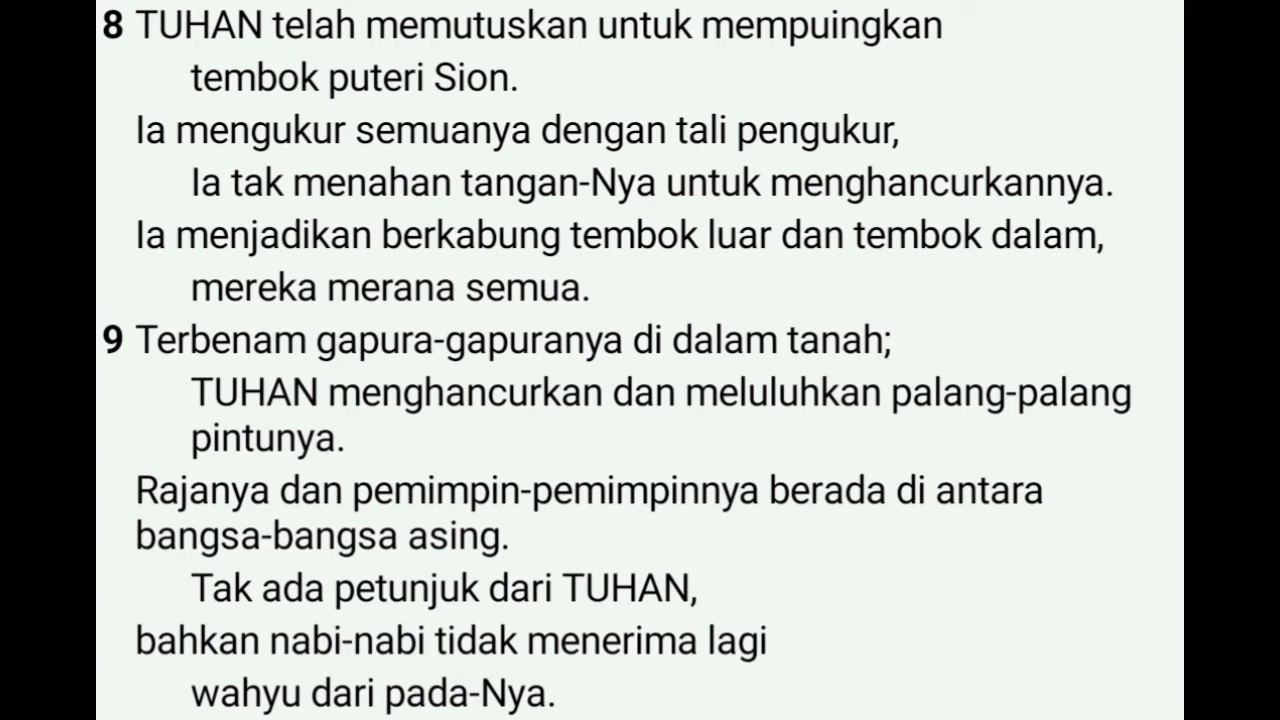 8 TUHAN telah memutuskan untuk mempuingkan
tembok puteri Sion.
Ia mengukur semuanya dengan tali pengukur,
Ia tak menahan tangan-Nya untuk menghancurkannya.
Ia menjadikan berkabung tembok luar dan tembok dalam,
mereka merana semua.
9 Terbenam gapura-gapuranya di dalam tanah;
TUHAN menghancurkan dan meluluhkan palang-palang
pintunya.
Rajanya dan pemimpin-pemimpinnya berada di antara
bangsa-bangsa asing.
Tak ada petunjuk dari TUHAN,
bahkan nabi-nabi tidak menerima lagi
wahyu dari pada-Nya.